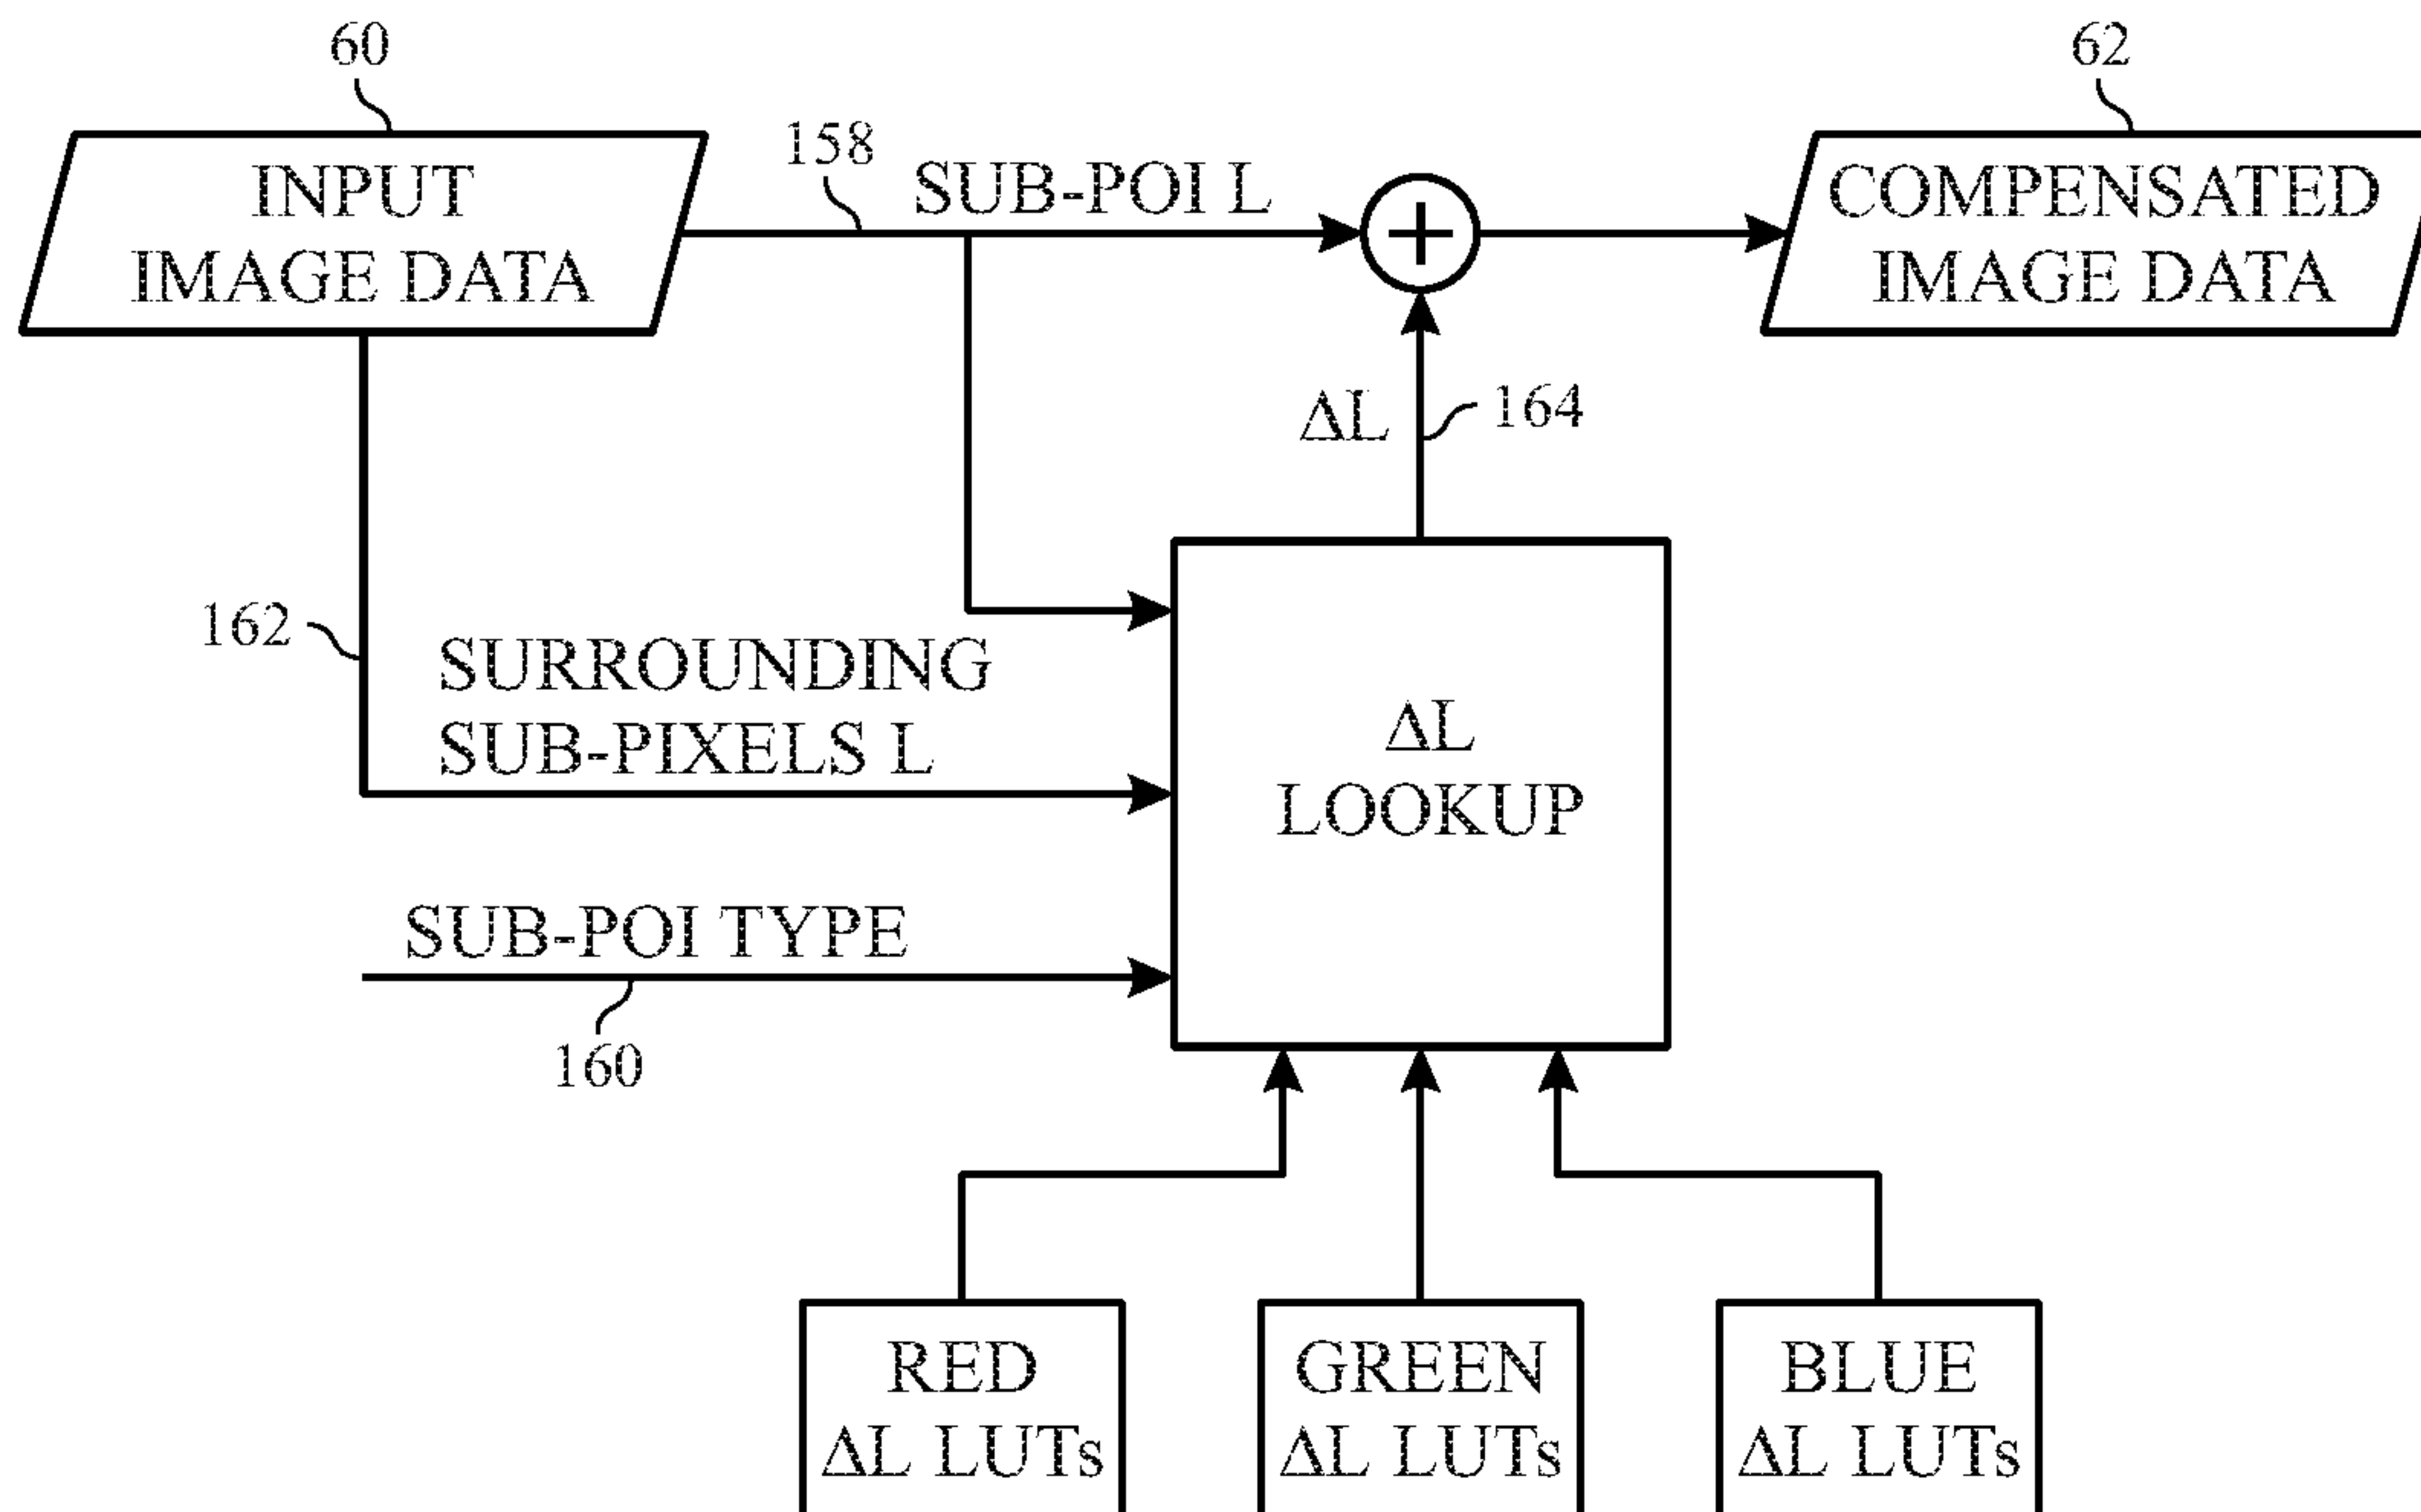 60
62
158
INPUT
IMAGE DATA
SUB-POI L
+
COMPENSATED
IMAGE DATA
ΔL
164
162
SURROUNDING
SUB-PIXELS L
ΔL
LOOKUP
SUB-POI TYPE
160
RED
ΔL LUTs
GREEN
ΔL LUTs
BLUE
ΔL LUTs